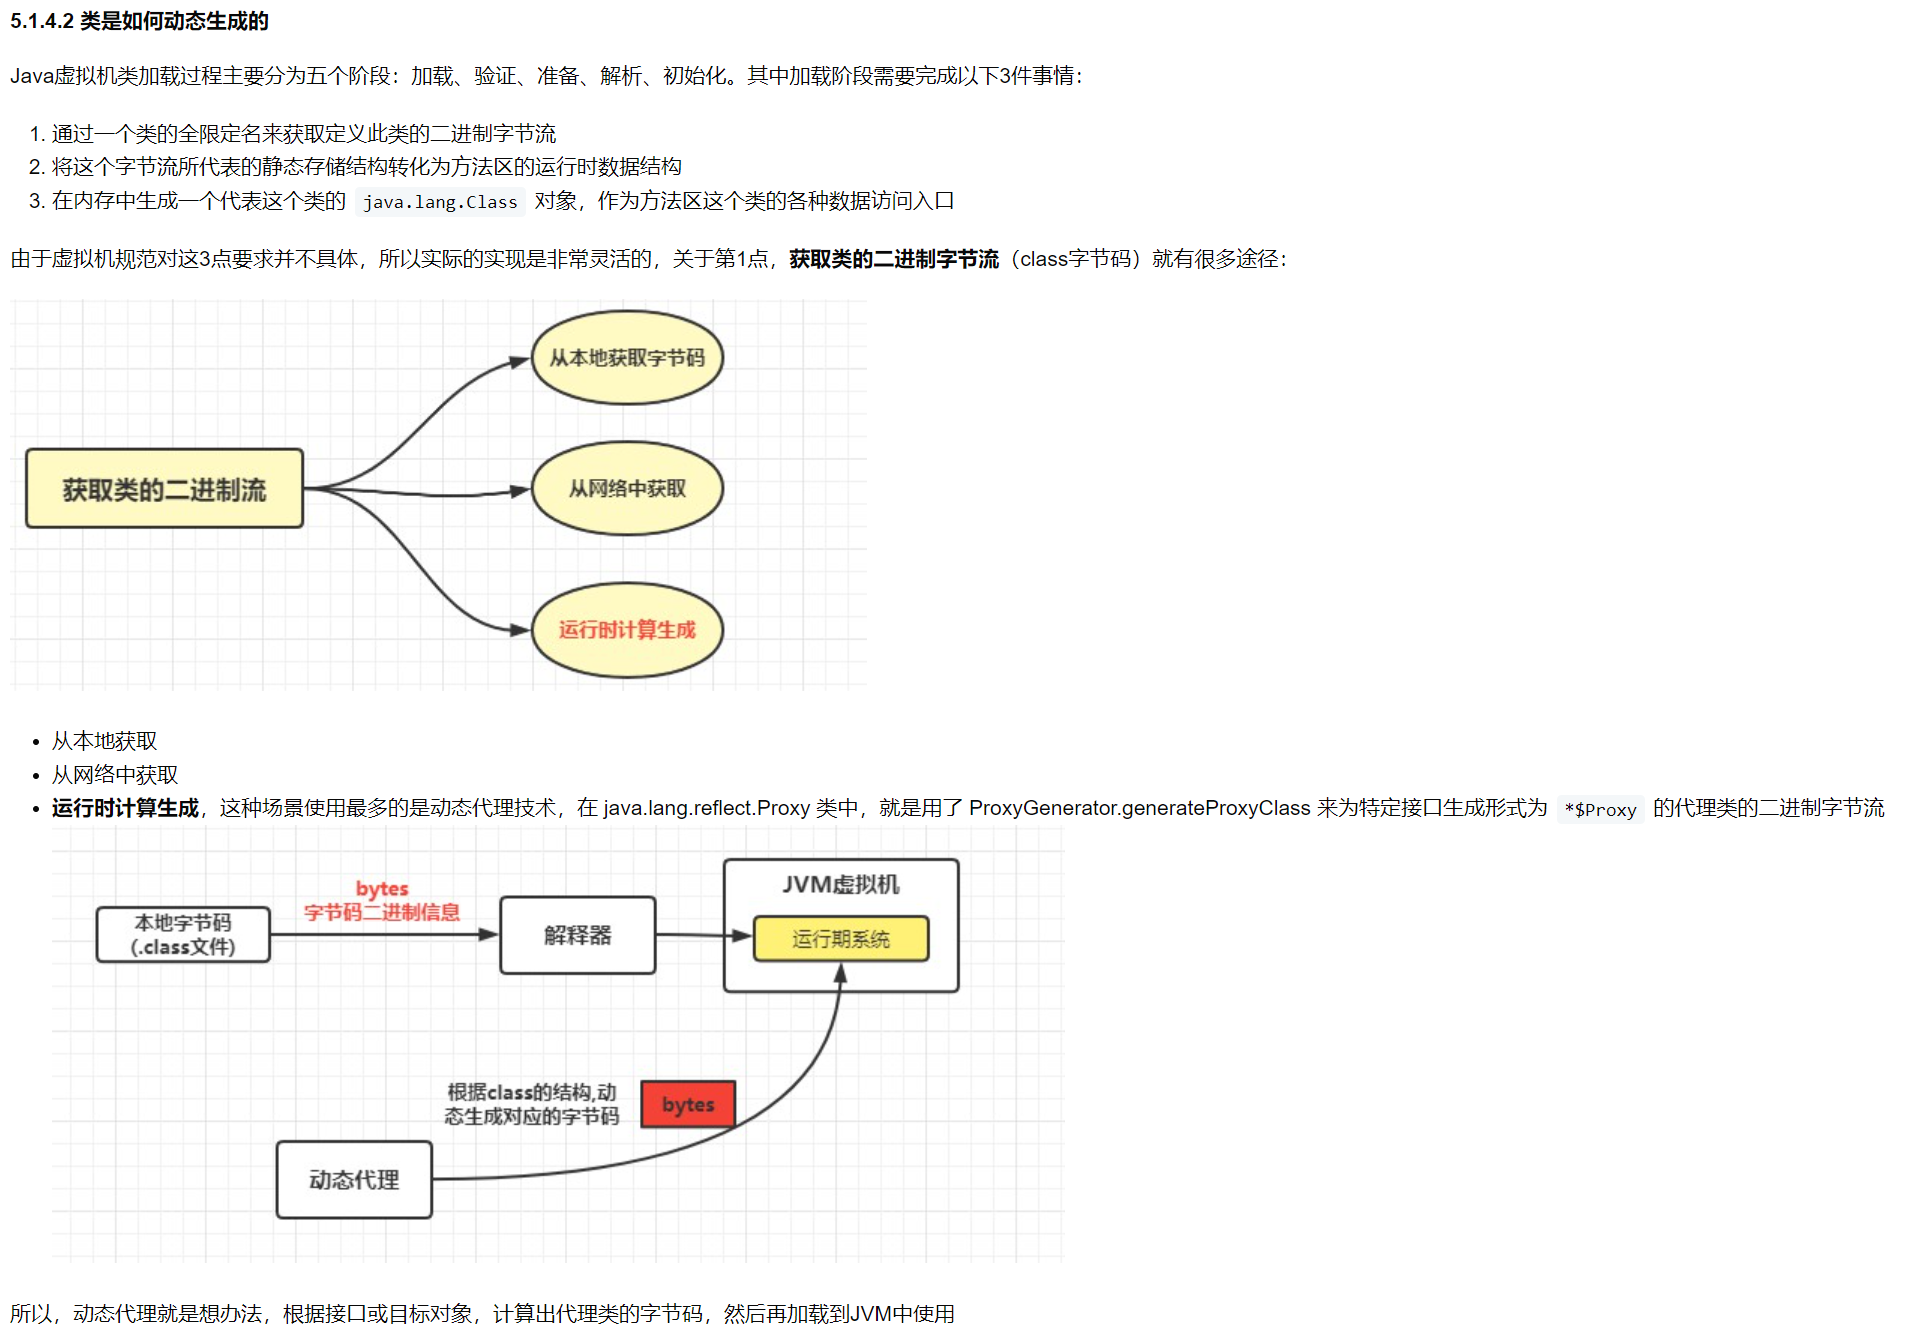 5.1.4.2 类是如何动态生成的
Java虚拟机类加载过程主要分为五个阶段：加载、验证、准备、解析、初始化。其中加载阶段需要完成以下3件事情：
1. 通过一个类的全限定名来获取定义此类的二进制字节流
2. 将这个字节流所代表的静态存储结构转化为方法区的运行时数据结构
3. 在内存中生成一个代表这个类的 java.lang.Class 对象，作为方法区这个类的各种数据访问入口
由于虚拟机规范对这3点要求并不具体，所以实际的实现是非常灵活的，关于第1点，获取类的二进制字节流（class字节码）就有很多途径：
从本地获取字节码
获取类的二进制流
从网络中获取
运行时计算生成
• 从本地获取
• 从网络中获取
• 运行时计算生成，这种场景使用最多的是动态代理技术，在 java.lang.reflect.Proxy 类中，就是用了 ProxyGenerator.generateProxyClass 来为特定接口生成形式为 *$Proxy 的代理类的二进制字节流
本地字节码
(.class文件)
bytes
字节码二进制信息
解释器
JVM虚拟机
运行期系统
根据class的结构,动
态生成对应的字节码
bytes
动态代理
所以，动态代理就是想办法，根据接口或目标对象，计算出代理类的字节码，然后再加载到JVM中使用